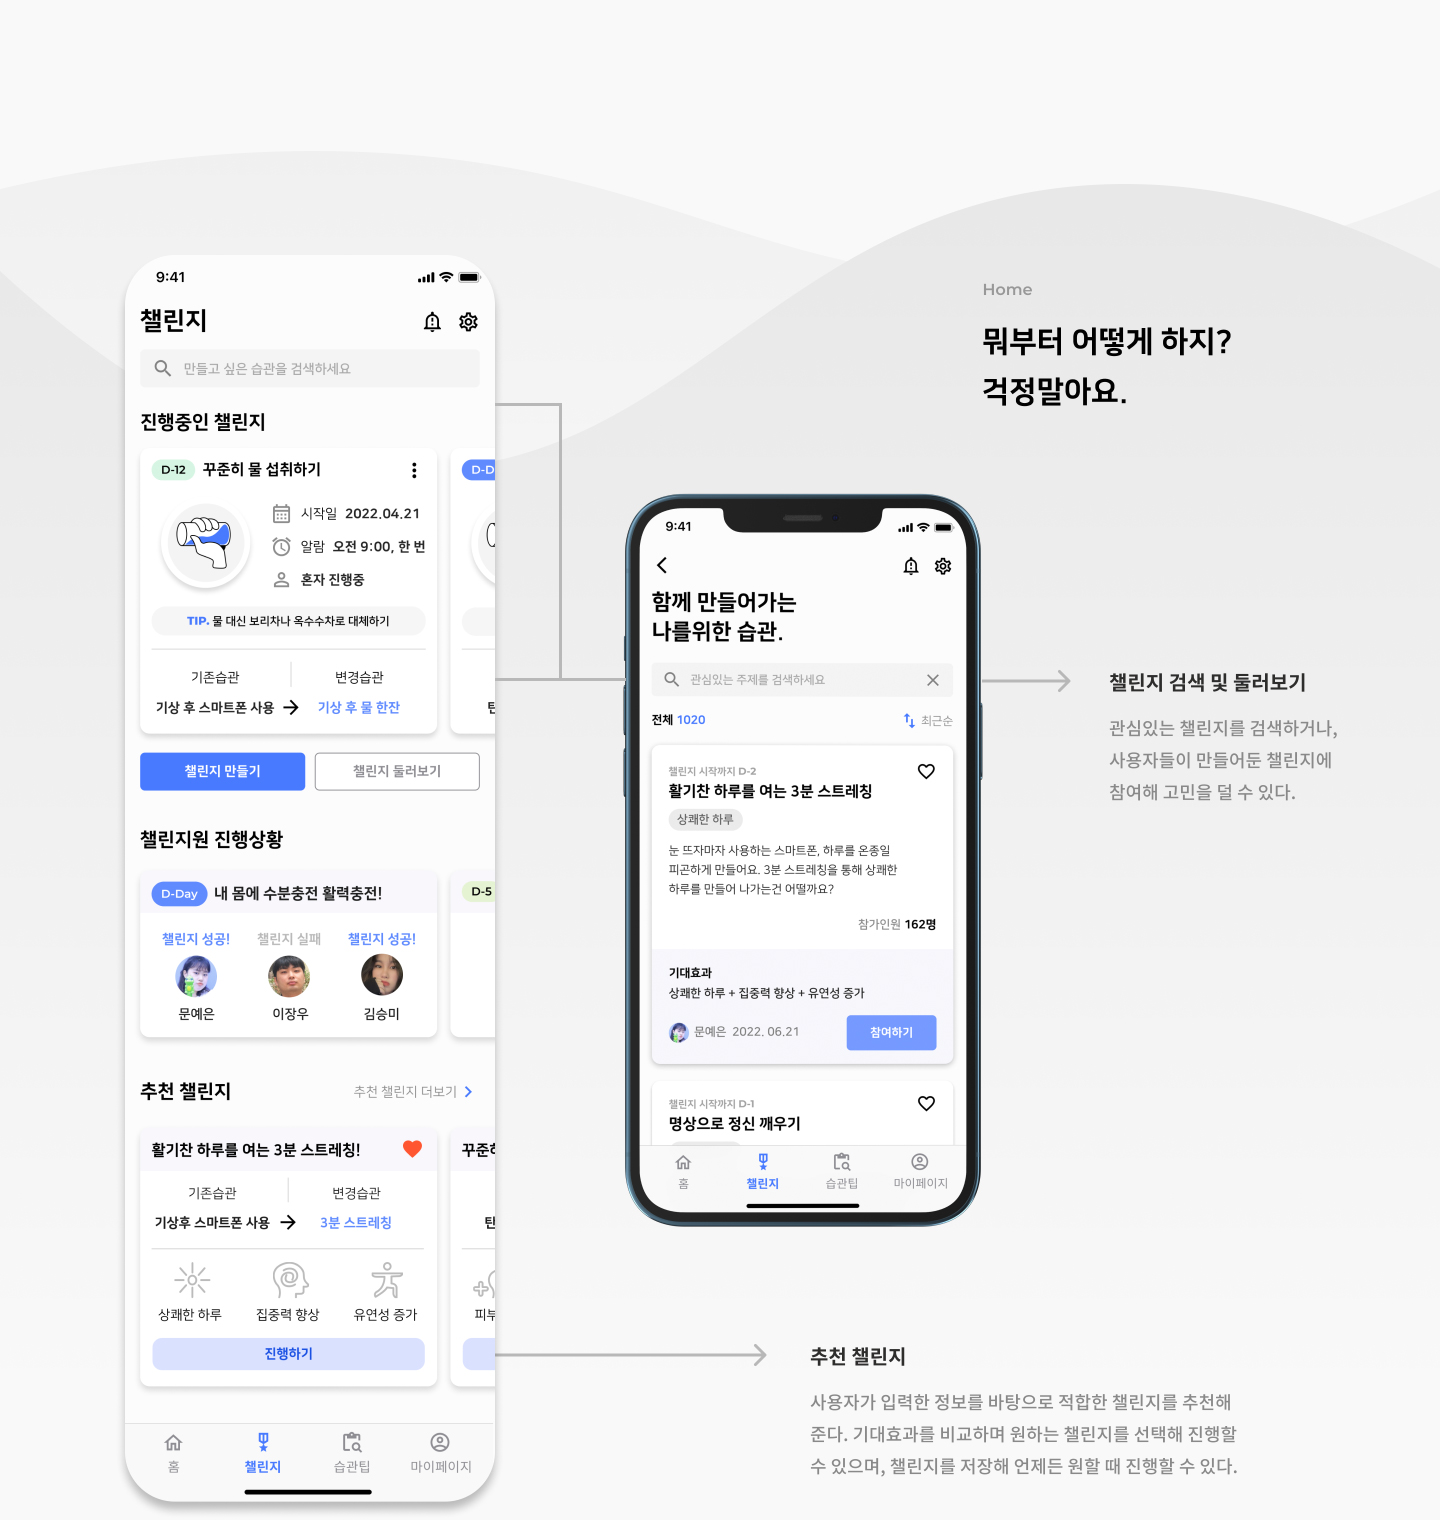 9:41
챌린지
만들고 싶은 습관을 검색하세요
진행중인 챌린지
D-12 꾸준히 물 섭취하기
시작일 2022.04.21
알람 오전 9:00, 한 번
혼자 진행중
TIP. 물 대신 보리차나 옥수수차로 대체하기
기존습관 변경습관
기상 후 스마트폰 사용 기상 후 물 한잔
챌린지 만들기 챌린지 둘러보기
챌린지원 진행상황
D-Day 내 몸에 수분충전 활력충전!
D-5
챌린지 성공! 챌린지 실패 챌린지 성공!
문예은 이장우 김승미
추천 챌린지 추천 챌린지 더보기
활기찬 하루를 여는 3분 스트레칭!
기존습관 변경습관
기상후 스마트폰 사용 3분 스트레칭
상쾌한 하루 집중력 향상 유연성 증가
피부
진행하기
홈 챌린지 습관팁 마이페이지
Home
뭐부터 어떻게 하지?
걱정말아요.
9:41
함께 만들어가는
나를위한 습관.
관심있는 주제를 검색하세요
전체 1020 최근순
챌린지 시작까지 D-2
활기찬 하루를 여는 3분 스트레칭
상쾌한 하루
눈 뜨자마자 사용하는 스마트폰, 하루를 온종일
피곤하게 만들어요. 3분 스트레칭을 통해 상쾌한
하루를 만들어 나가는건 어떨까요?
참가인원 162명
기대효과
상쾌한 하루 + 집중력 향상 + 유연성 증가
문예은 2022. 06.21 참여하기
챌린지 시작까지 D-1
명상으로 정신 깨우기
홈 챌린지 습관팁 마이페이지
챌린지 검색 및 둘러보기
관심있는 챌린지를 검색하거나,
사용자들이 만들어둔 챌린지에
참여해 고민을 덜 수 있다.
추천 챌린지
사용자가 입력한 정보를 바탕으로 적합한 챌린지를 추천해
준다. 기대효과를 비교하며 원하는 챌린지를 선택해 진행할
수 있으며, 챌린지를 저장해 언제든 원할 때 진행할 수 있다.